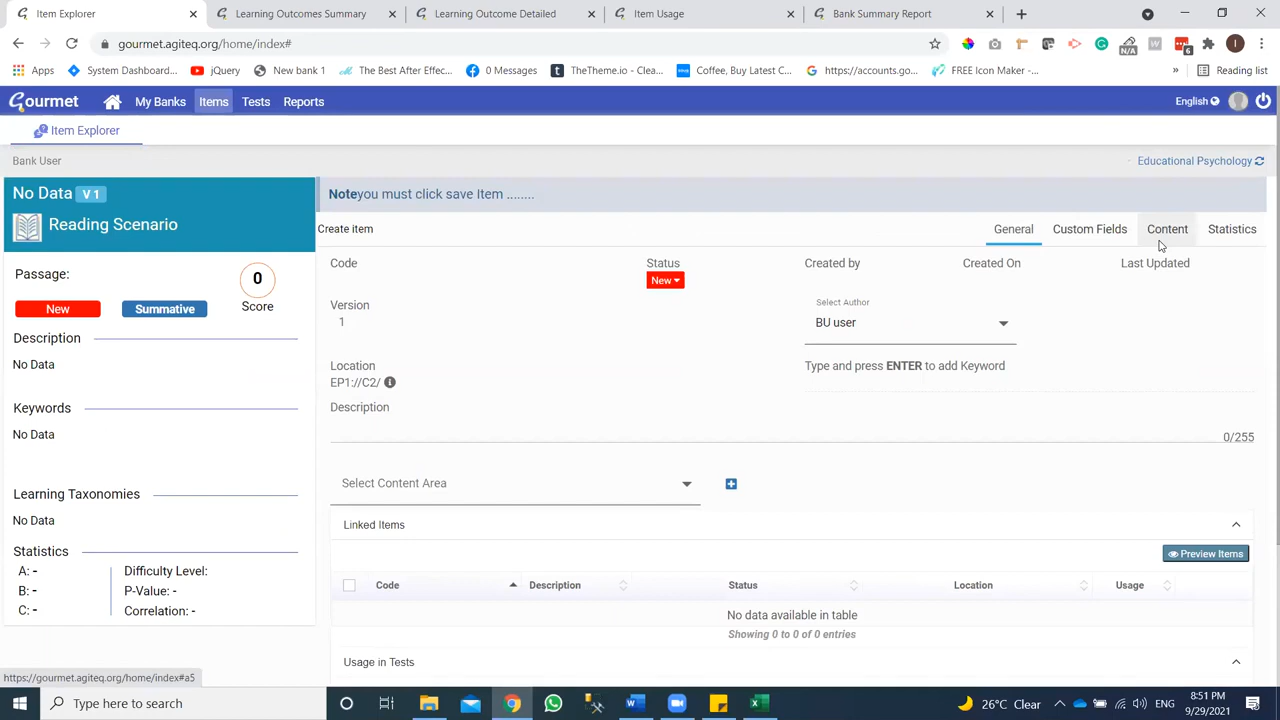 Item Explorer
Learning Outcomes Summary
Learning Outcome Detailed
Item Usage
Bank Summary Report
gourmet.agiteq.org/home/index#
N/A
6
I
Apps
System Dashboard...
jQuery
New bank 1
The Best After Effec...
0 Messages
TheTheme.io - Clea...
Coffee, Buy Latest C...
https://accounts.go...
FREE Icon Maker -...
»
Reading list
Gourmet
My Banks
Items
Tests
Reports
English
Item Explorer
Bank User
Educational Psychology
No Data V 1
Reading Scenario
Passage:
0
Score
New
Summative
Description
No Data
Keywords
No Data
Learning Taxonomies
No Data
Statistics
A: -
B: -
C: -
Difficulty Level:
P-Value: -
Correlation: -
Noteyou must click save Item ........
Create item
General
Custom Fields
Content
Statistics
Code
Status
New
Created by
Created On
Last Updated
Version
1
Select Author
BU user
Location
EP1://C2/
Type and press ENTER to add Keyword
Description
0/255
Select Content Area
Linked Items
Preview Items
Code
Description
Status
Location
Usage
No data available in table
Showing 0 to 0 of 0 entries
Usage in Tests
https://gourmet.agiteq.org/home/index#a5
Type here to search
26°C Clear
ENG
8:51 PM
9/29/2021